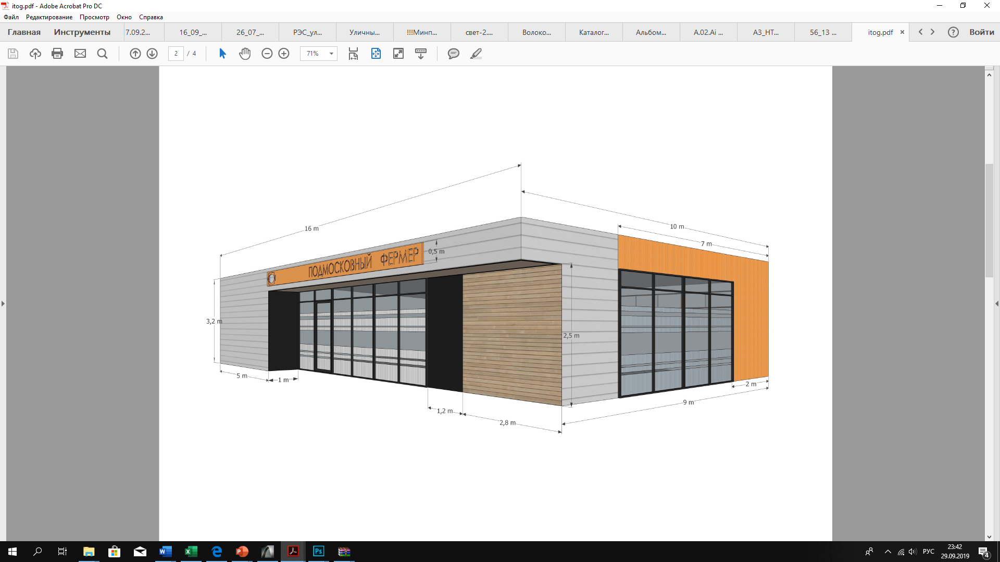 itog.pdf - Adobe Acrobat Pro DC
Файл Редактирование Просмотр Окно Справка
Главная Инструменты 7.09.2... 16_09_... 26_07_... РЭС_ул... Уличны... !!!Минп... свет-2.... Волоко... Каталог... Альбом... A.02.Ai ... А3_НТ... 56_13 ... itog.pdf Войти
2 / 4 71%
16 m
10 m
7 m
0,5 m
ПОДМОСКОВНЫЙ ФЕРМЕР
3,2 m
2,5 m
5 m
1 m
2 m
9 m
1,2 m
2,8 m
РУС
23:42
29.09.2019
4